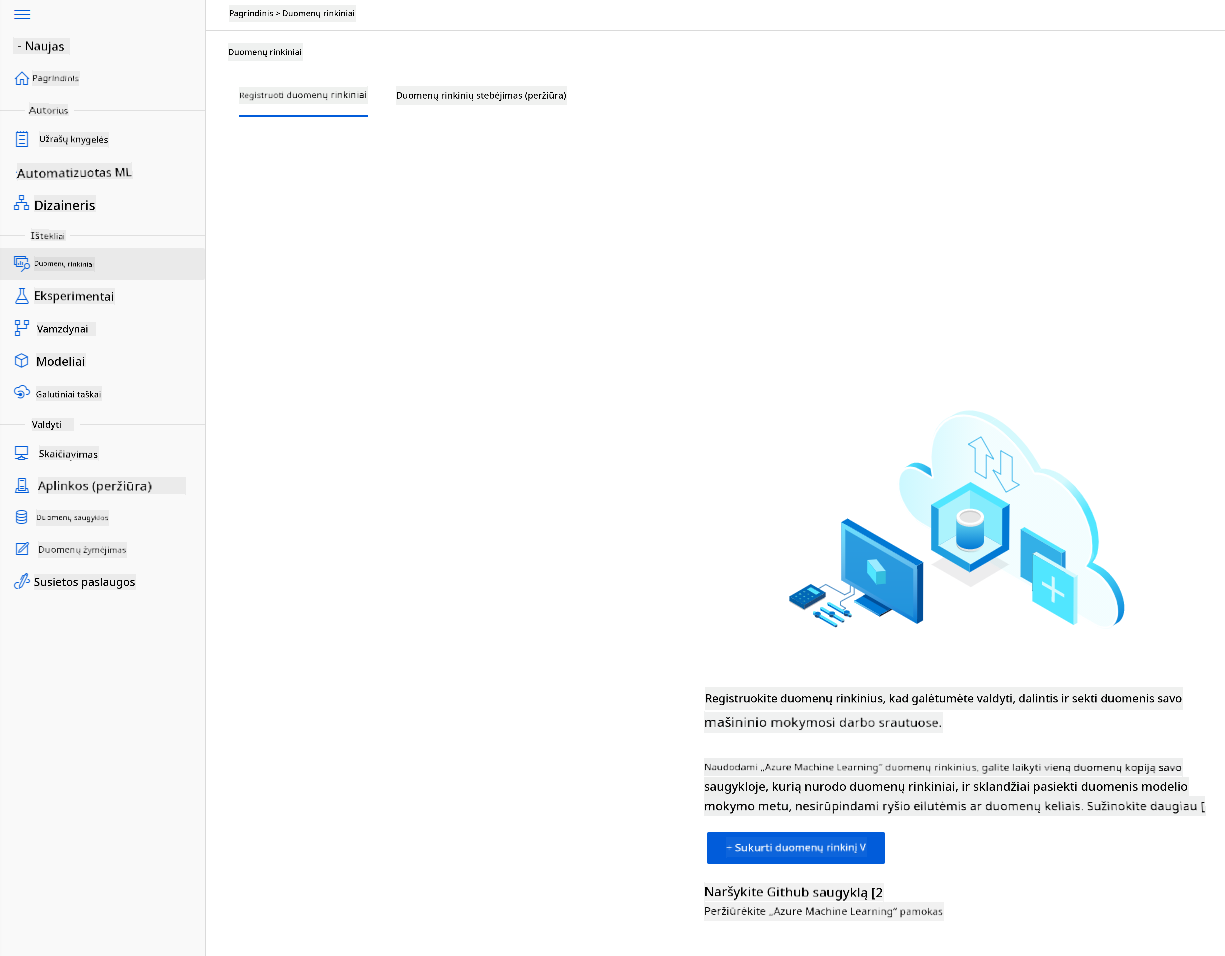 Pagrindinis > Duomenų rinkiniai
- Naujas
Pagrindinis
Autorius
Užrašų knygelės
Automatizuotas ML
Dizaineris
Ištekliai
Duomenų rinkiniai
Eksperimentai
Vamzdynai
Modeliai
Galutiniai taškai
Valdyti
Skaičiavimas
Aplinkos (peržiūra)
Duomenų saugyklos
Duomenų žymėjimas
Susietos paslaugos
Duomenų rinkiniai
Registruoti duomenų rinkiniai
Duomenų rinkinių stebėjimas (peržiūra)
Registruokite duomenų rinkinius, kad galėtumėte valdyti, dalintis ir sekti duomenis savo
mašininio mokymosi darbo srautuose.
Naudodami „Azure Machine Learning“ duomenų rinkinius, galite laikyti vieną duomenų kopiją savo
saugykloje, kurią nurodo duomenų rinkiniai, ir sklandžiai pasiekti duomenis modelio
mokymo metu, nesirūpindami ryšio eilutėmis ar duomenų keliais. Sužinokite daugiau [
~ Sukurti duomenų rinkinį V
Naršykite Github saugyklą [2
Peržiūrėkite „Azure Machine Learning“ pamokas